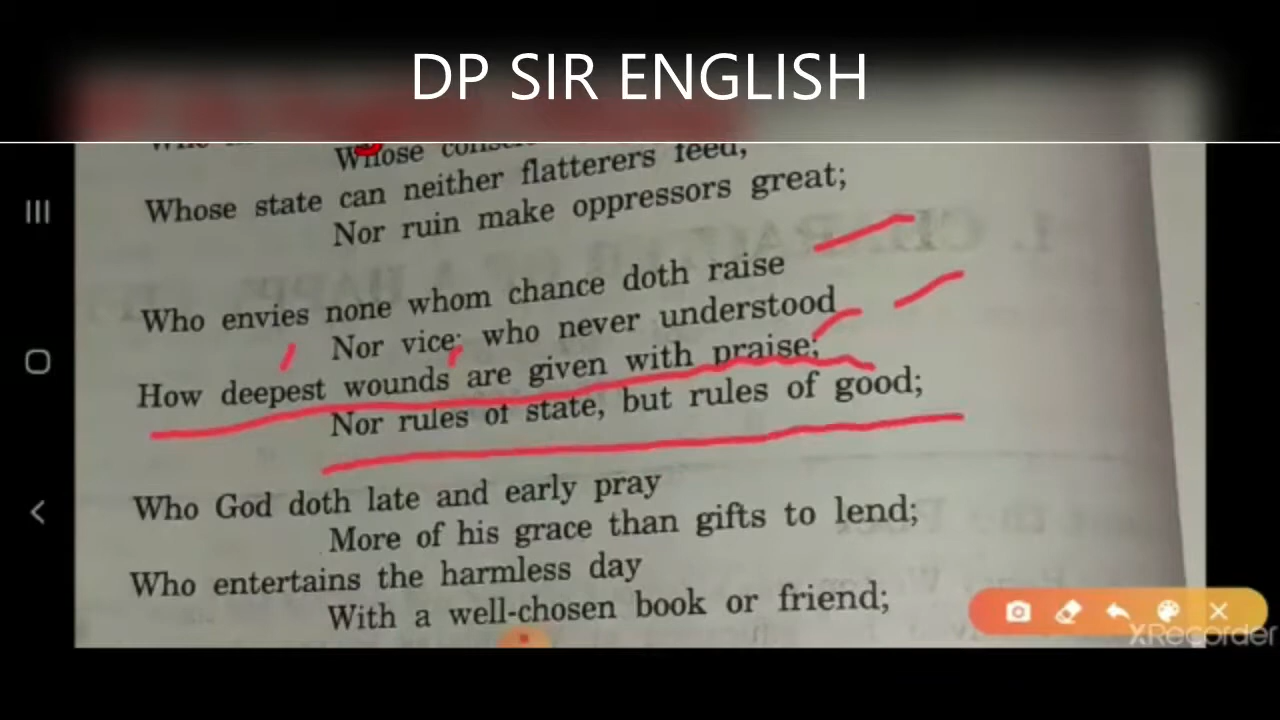 DP SIR ENGLISH
Whose
Whose state can neither flatterers feed,
Nor ruin make oppressors great;
Who envies none whom chance doth raise
Nor vice; who never understood
How deepest wounds are given with praise;
Nor rules of state, but rules of good;
Who God doth late and early pray
More of his grace than gifts to lend;
Who entertains the harmless day
With a well-chosen book or friend;
XRecorder